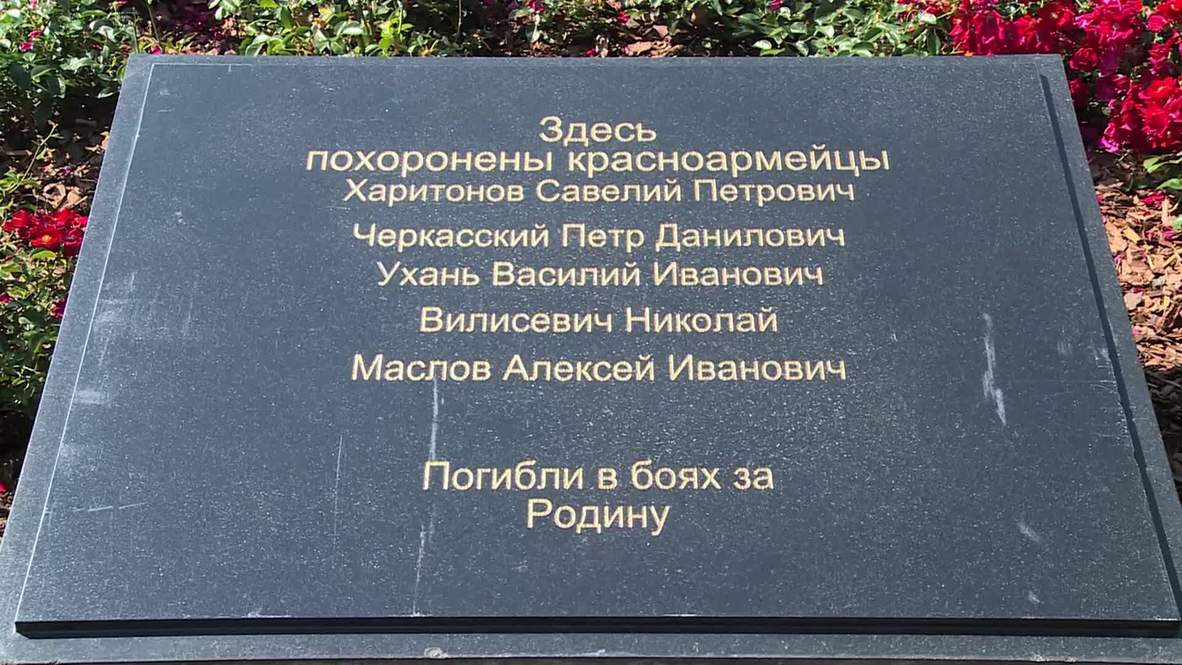 Здесь
похоронены красноармейцы
Харитонов Савелий Петрович
Черкасский Петр Данилович
Ухань Василий Иванович
Вилисевич Николай
Маслов Алексей Иванович
Погибли в боях за
Родину